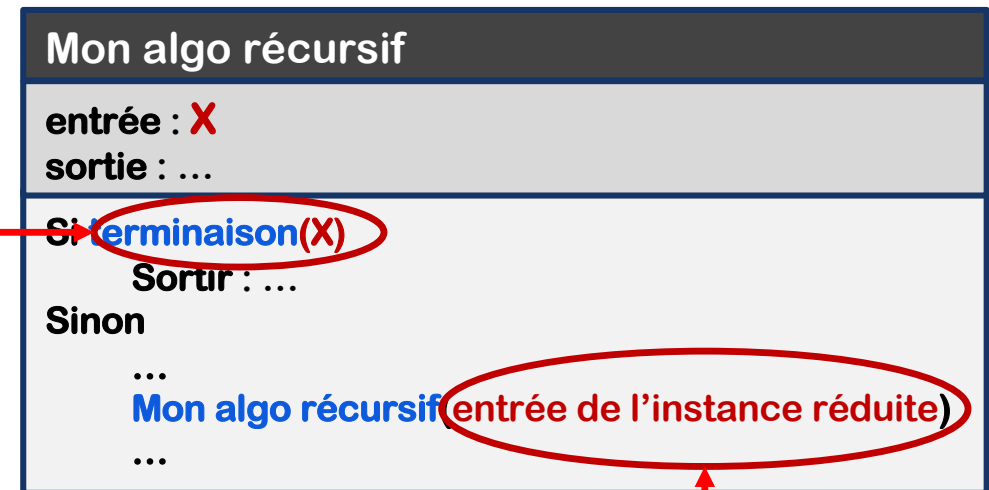 Mon algo récursif
entrée : X
sortie : ...
Si terminaison(X)
Sortir : ...
Sinon
...
Mon algo récursif(entrée de l’instance réduite)
...